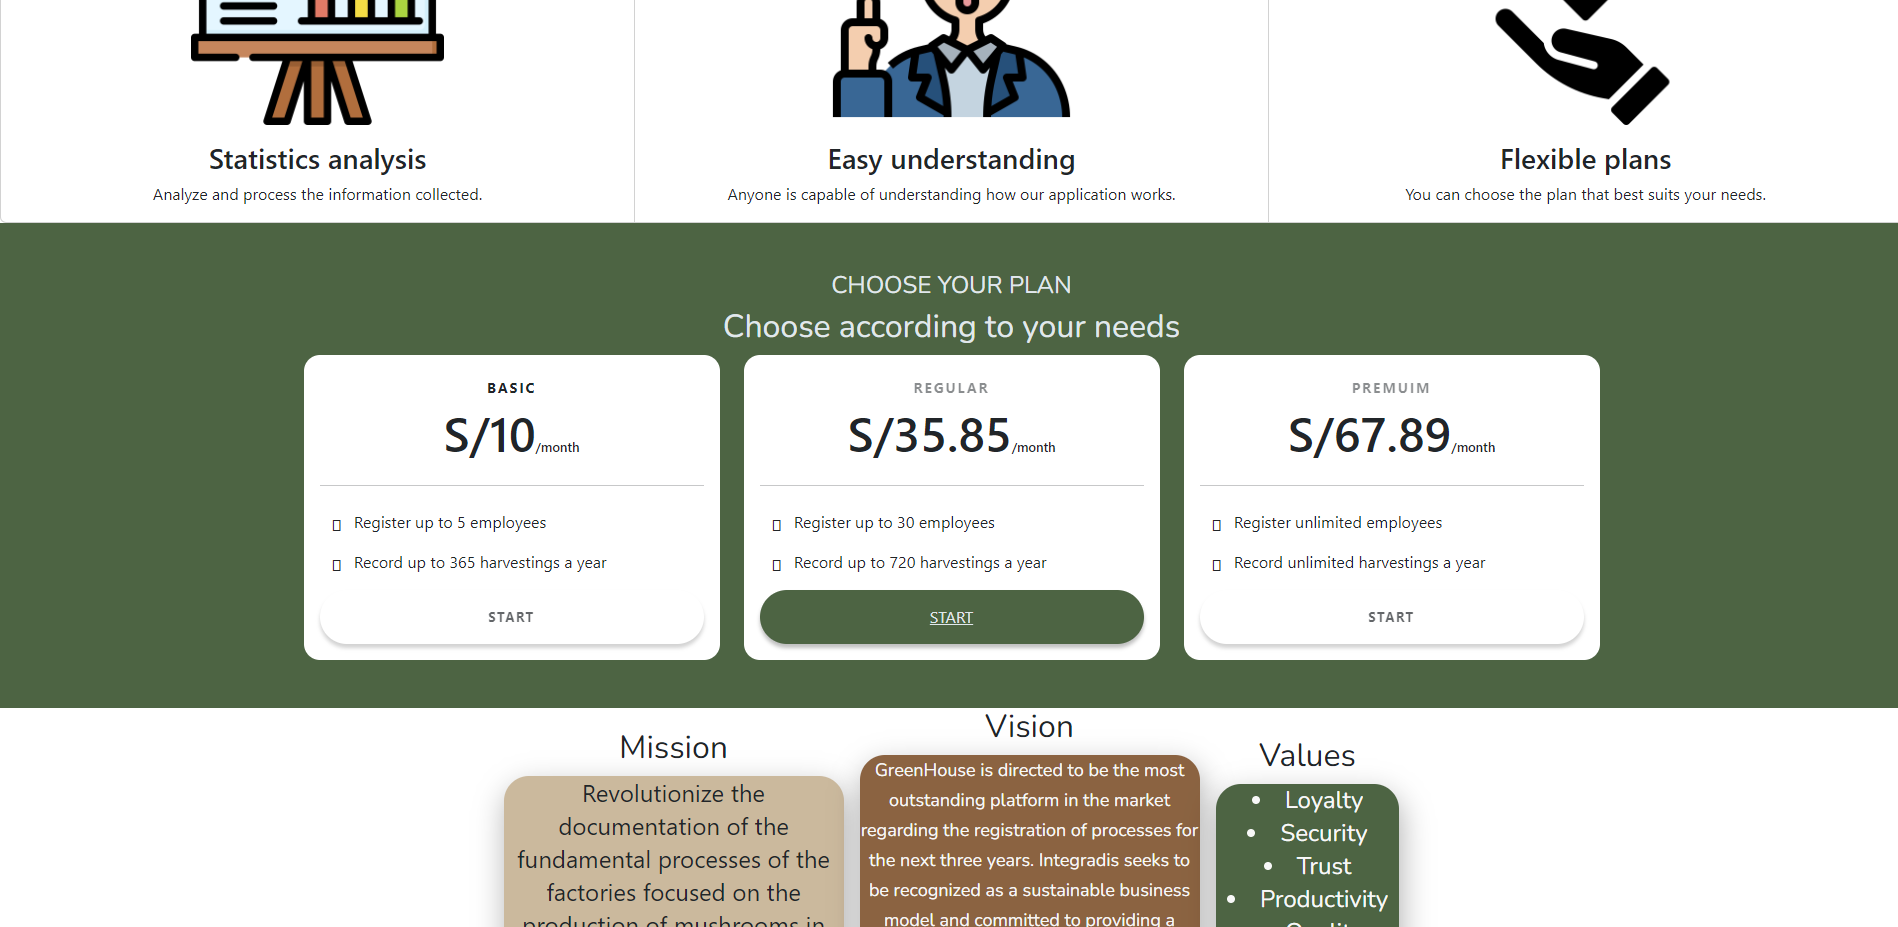 Statistics analysis
Analyze and process the information collected.
Easy understanding
Anyone is capable of understanding how our application works.
Flexible plans
You can choose the plan that best suits your needs.
CHOOSE YOUR PLAN
Choose according to your needs
BASIC
S/10/month
Register up to 5 employees
Record up to 365 harvestings a year
START
REGULAR
S/35.85/month
Register up to 30 employees
Record up to 720 harvestings a year
START
PREMUIM
S/67.89/month
Register unlimited employees
Record unlimited harvestings a year
START
Mission
Revolutionize the
documentation of the
fundamental processes of the
factories focused on the
production of mushrooms in
Vision
GreenHouse is directed to be the most
outstanding platform in the market
regarding the registration of processes for
the next three years. Integradis seeks to
be recognized as a sustainable business
model and committed to providing a
Values
• Loyalty
• Security
• Trust
• Productivity